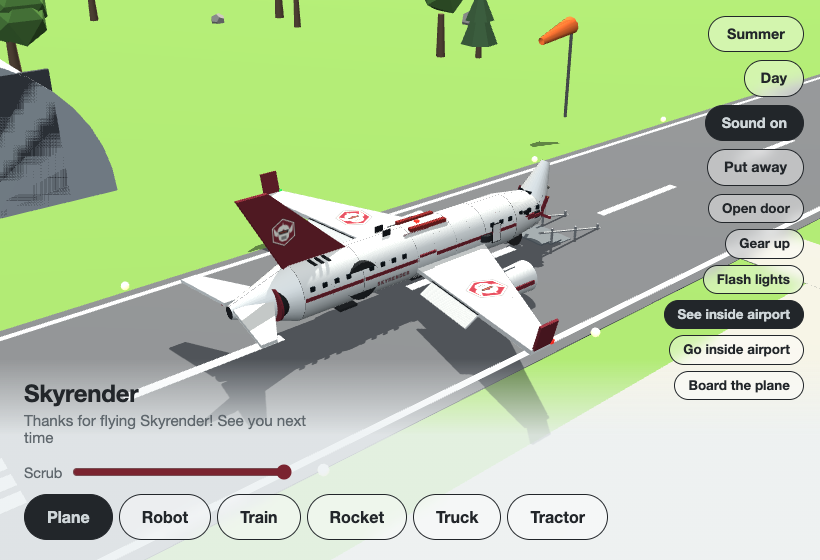 Summer
Day
Sound on
Put away
Open door
Gear up
Flash lights
See inside airport
Go inside airport
Board the plane
SKYRENDER
Skyrender
Thanks for flying Skyrender! See you next
time
Scrub
Plane
Robot
Train
Rocket
Truck
Tractor